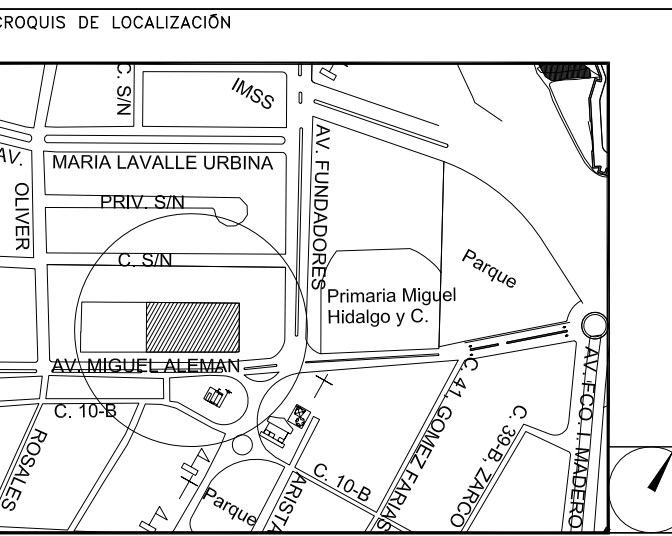 CROQUIS DE LOCALIZACIÓN
C. S/N
IMSS
AV.
MARIA LAVALLE URBINA
AV. FUNDADORES
OLIVER
PRIV. S/N
C. S/N
Parque
Primaria Miguel
Hidalgo y C.
AV. MIGUEL ALEMAN
C. 10-B
ROSALES
Parque
ARISTA
C. 10-B
C. 41, GOMEZ FARIAS
C. 39-B, ZARCO
AV. FCO. I. MADERO